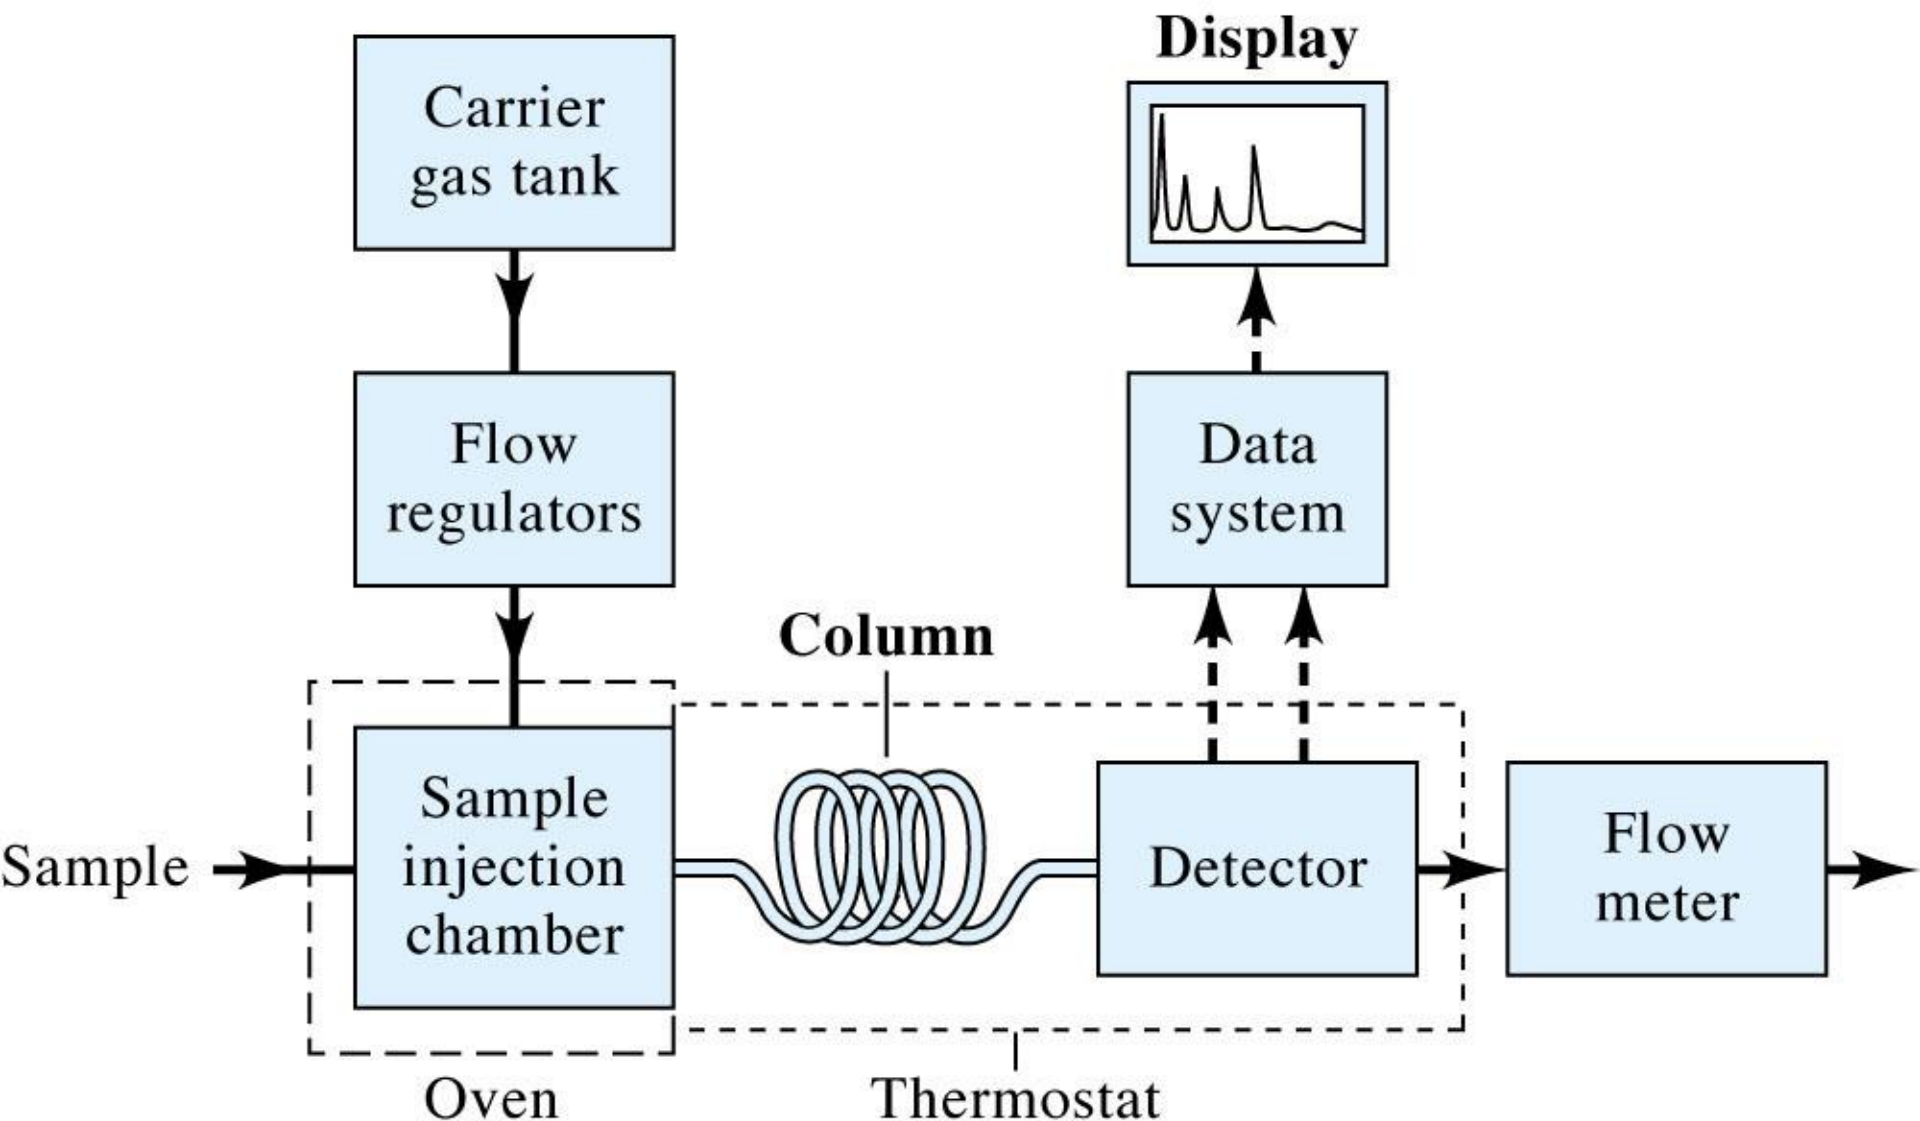 Display
Carrier
gas tank
Flow
regulators
Data
system
Column
Sample
Sample
injection
chamber
Detector
Flow
meter
Oven
Thermostat